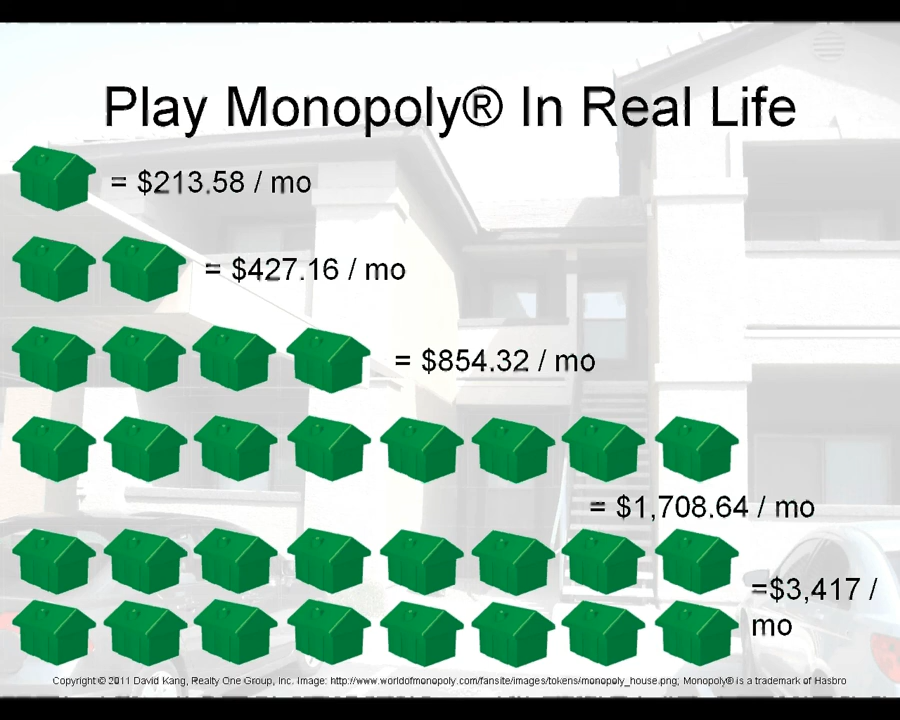 Play Monopoly® In Real Life
= $213.58 / mo
= $427.16 / mo
= $854.32 / mo
= $1,708.64 / mo
=$3,417 /
mo
Copyright © 2011 David Kang, Realty One Group, Inc. Image: http://www.worldofmonopoly.com/fansite/images/tokens/monopoly_house.png; Monopoly® is a trademark of Hasbro